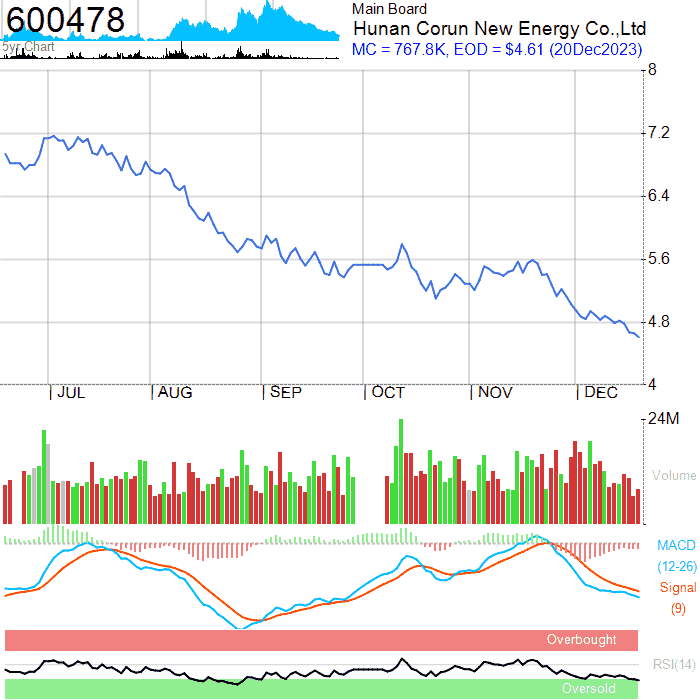 600478
5yr Chart
Main Board
Hunan Corun New Energy Co.,Ltd
MC = 767.8K, EOD = $4.61 (20Dec2023)
8
7.2
6.4
5.6
4.8
4
JUL AUG SEP OCT NOV DEC
24M
Volume
MACD
(12-26)
Signal
(9)
Overbought
RSI(14)
Oversold